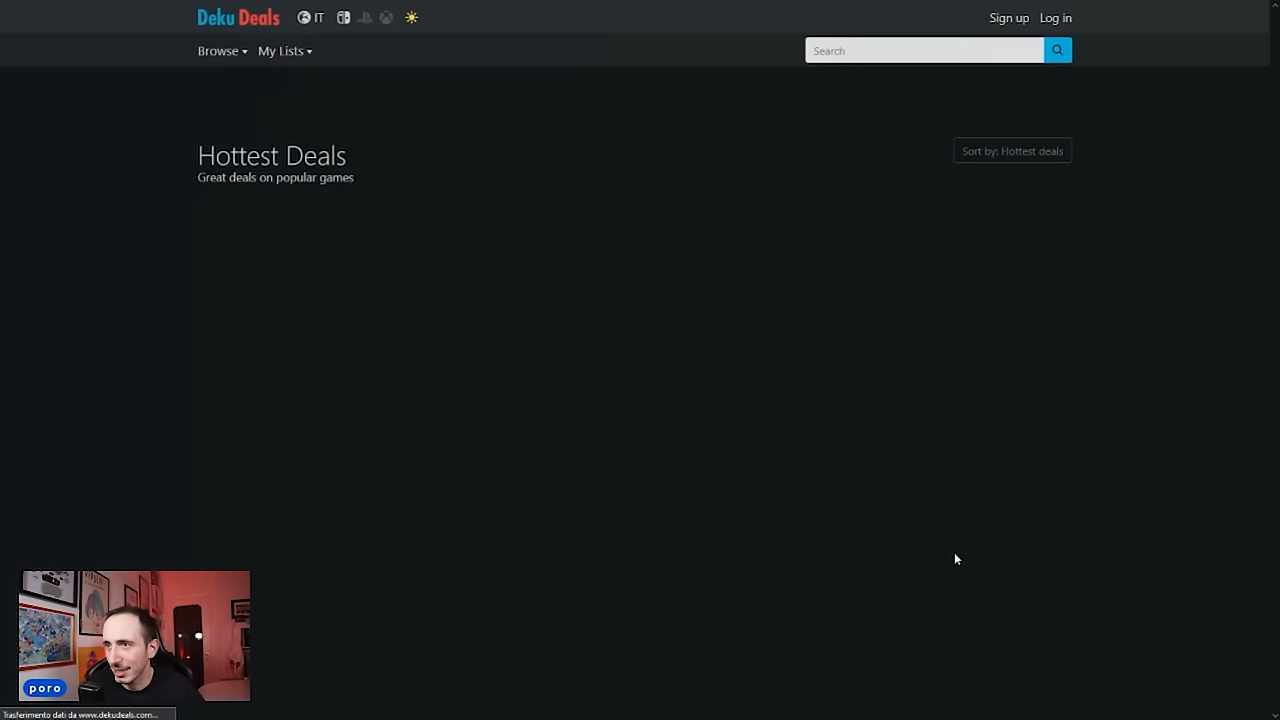 Deku Deals IT Sign up Log in
Browse My Lists Search
Hottest Deals Sort by: Hottest deals
Great deals on popular games
poro
Trasferimento dati da www.dekudeals.com...